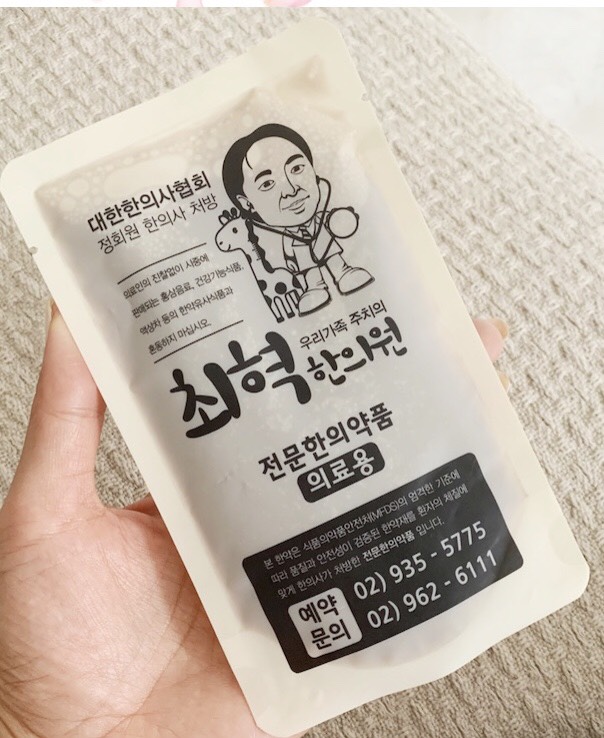 대한한의사협회
정회원 한의사 처방
의료인의 진찰없이 시중에
판매되는 홍삼음료, 건강기능식품,
액상차 등의 한약유사식품과
혼동하지 마십시오.
우리가족 주치의
최혁 한의원
전문한의약품
의료용
본 한약은 식품의약품안전처(MFDS)의 엄격한 기준에
따라 품질과 안전성이 검증된 한약재를 환자의 체질에
맞게 한의사가 처방한 전문한의약품 입니다.
예약
문의
02) 935 - 5775
02) 962 - 6111